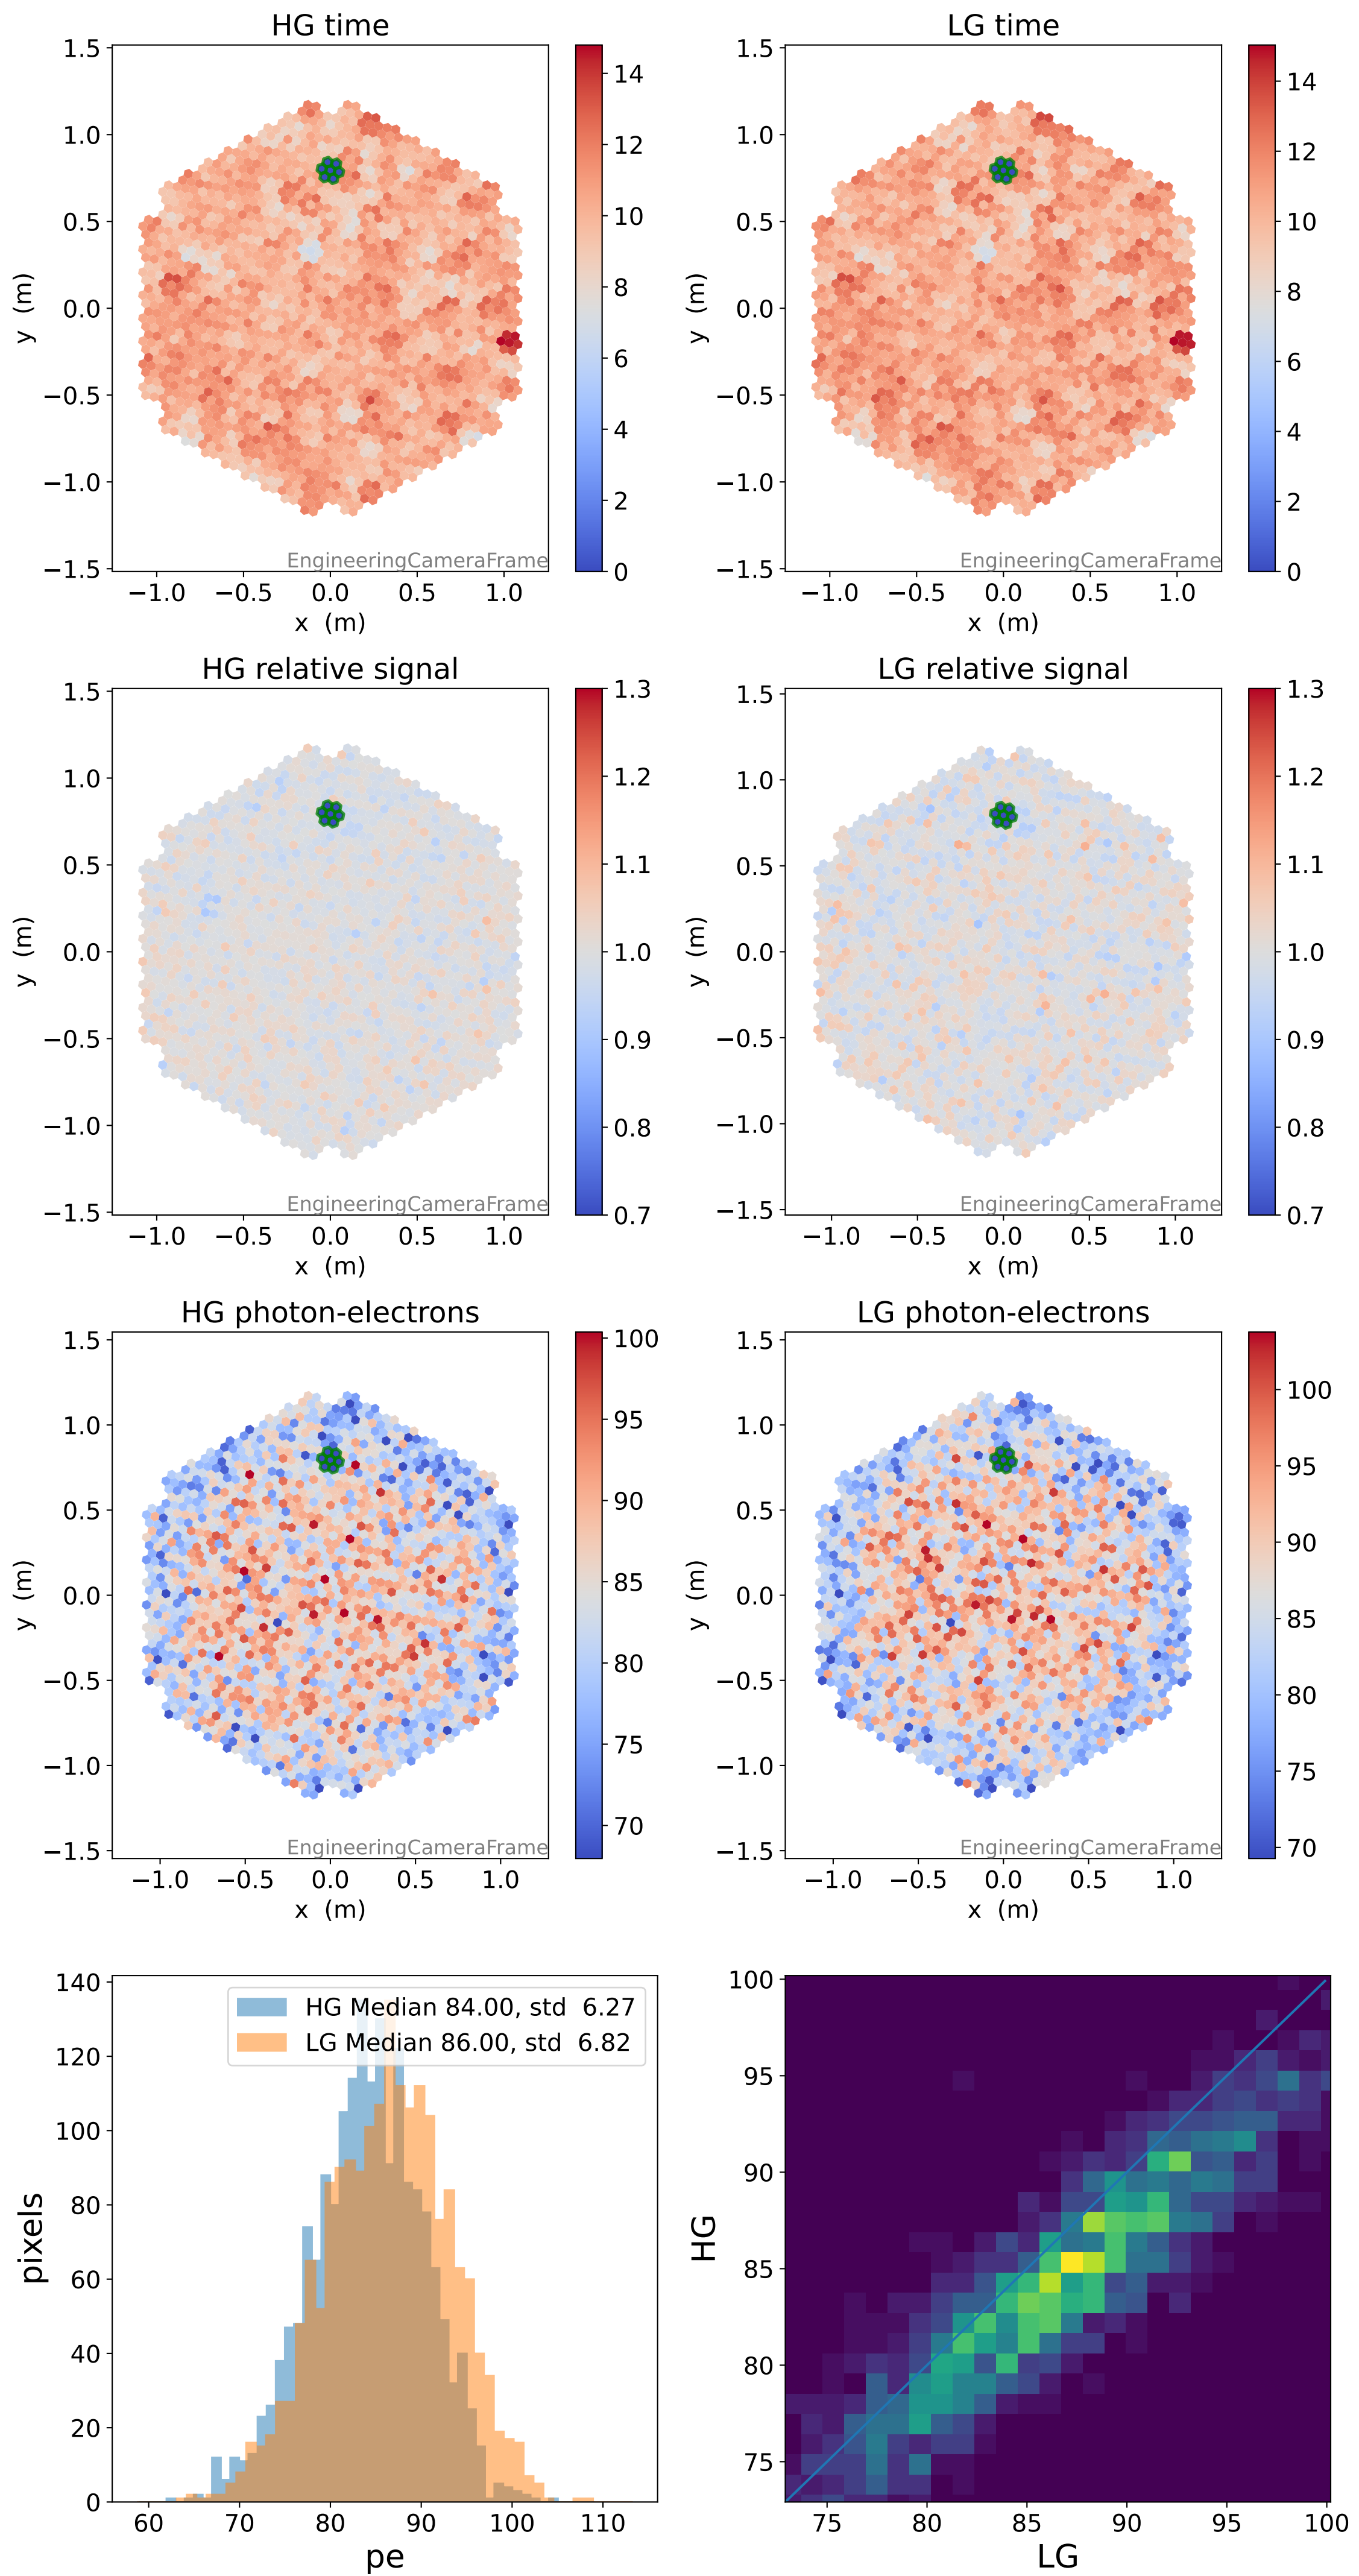 HG time
LG time
1.5
1.0
0.5
0.0
−0.5
−1.0
−1.5
y (m)
−1.0 −0.5 0.0 0.5 1.0
x (m)
EngineeringCameraFrame
14
12
10
8
6
4
2
0
1.5
1.0
0.5
0.0
−0.5
−1.0
−1.5
y (m)
−1.0 −0.5 0.0 0.5 1.0
x (m)
EngineeringCameraFrame
14
12
10
8
6
4
2
0
HG relative signal
LG relative signal
1.5
1.0
0.5
0.0
−0.5
−1.0
−1.5
y (m)
−1.0 −0.5 0.0 0.5 1.0
x (m)
EngineeringCameraFrame
1.3
1.2
1.1
1.0
0.9
0.8
0.7
1.5
1.0
0.5
0.0
−0.5
−1.0
−1.5
y (m)
−1.0 −0.5 0.0 0.5 1.0
x (m)
EngineeringCameraFrame
1.3
1.2
1.1
1.0
0.9
0.8
0.7
HG photon-electrons
LG photon-electrons
1.5
1.0
0.5
0.0
−0.5
−1.0
−1.5
y (m)
−1.0 −0.5 0.0 0.5 1.0
x (m)
EngineeringCameraFrame
100
95
90
85
80
75
70
1.5
1.0
0.5
0.0
−0.5
−1.0
−1.5
y (m)
−1.0 −0.5 0.0 0.5 1.0
x (m)
EngineeringCameraFrame
100
95
90
85
80
75
70
140
120
100
80
60
40
20
0
pixels
HG Median 84.00, std 6.27
LG Median 86.00, std 6.82
60 70 80 90 100 110
pe
100
95
90
85
80
75
HG
75 80 85 90 95 100
LG